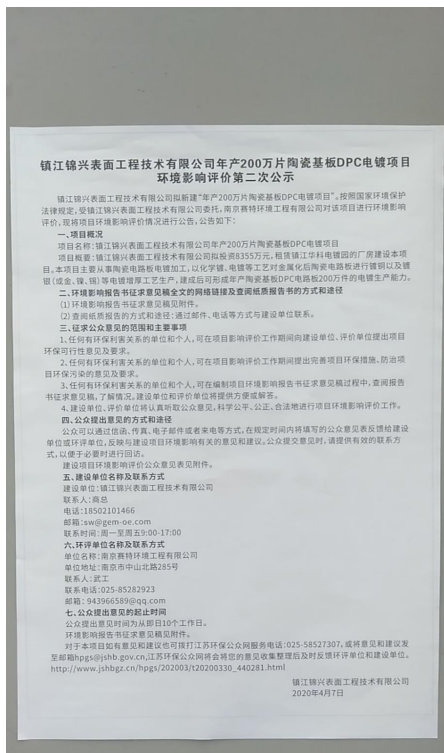 镇江锦兴表面工程技术有限公司年产200万片陶瓷基板DPC电镀项目
环境影响评价第二次公示
镇江锦兴表面工程技术有限公司拟新建“年产200万片陶瓷基板DPC电镀项目”。按照国家环境保护
法律规定，受镇江锦兴表面工程技术有限公司委托，南京赛特环境工程有限公司对该项目进行环境影响
评价，现将项目环境影响评价情况进行公告，公告如下：
一、项目概况
项目名称：镇江锦兴表面工程技术有限公司年产200万片陶瓷基板DPC电镀项目
项目概要：镇江锦兴表面工程技术有限公司拟投资8355万元，租赁镇江华科电镀园的厂房建设本项
目。本项目主要从事陶瓷电路板电镀加工，以化学镀、电镀等工艺对金属化后陶瓷电路板进行镀铜以及镀
银（或金、镍、锡）等电镀增厚工艺生产，建成后可形成年产陶瓷基板DPC电路板200万件的电镀生产能力。
二、环境影响报告书征求意见稿全文的网络链接及查阅纸质报告书的方式和途径
(1)环境影响报告书征求意见稿见附件。
(2)查阅纸质报告的方式和途径：通过邮件、电话等方式与建设单位联系。
三、征求公众意见的范围和主要事项
1、任何有环保利害关系的单位和个人，可在项目影响评价工作期间向建设单位、评价单位提出项目
环保可行性意见及要求。
2、任何有环保利害关系的单位和个人，可在项目影响评价工作期间提出完善项目环保措施、防治项
目环保污染的意见及要求。
3、任何有环保利害关系的单位和个人，可在编制项目环境影响报告书征求意见稿过程中，查阅报告
书征求意见稿，了解情况。建设单位和评价单位将提供方便或解答。
4、建设单位、评价单位将认真听取公众意见，科学公平、公正、合法地进行项目环境影响评价工作。
四、公众提出意见的方式和途径
公众可以通过信函、传真、电子邮件或者来电等方式，在规定时间内将填写的公众意见表反馈给建设
单位或环评单位，反映与建设项目环境影响有关的意见和建议。公众提交意见时，请提供有效的联系方
式，以便于必要时进行回访。
建设项目环境影响评价公众意见表见附件。
五、建设单位名称及联系方式
建设单位：镇江锦兴表面工程技术有限公司
联系人：商总
电话：18502101466
邮箱：sw@gem-oe.com
联系时间：周一至周五9:00-17:00
六、环评单位名称及联系方式
单位名称：南京赛特环境工程有限公司
单位地址：南京市中山北路285号
联系人：武工
联系电话：025-85282923
邮箱：943966589@qq.com
七、公众提出意见的起止时间
公众提出意见时间为从即日10个工作日。
环境影响报告书征求意见稿见附件。
对于本项目如有意见和建议也可拨打江苏环保公众网服务电话：025-58527307，或将意见和建议发
至邮箱hpgs@jshb.gov.cn，江苏环保公众网将会将您的意见收集整理后及时反馈环评单位和建设单位。
http://www.jshbgz.cn/hpgs/202003/t20200330_440281.html
镇江锦兴表面工程技术有限公司
2020年4月7日